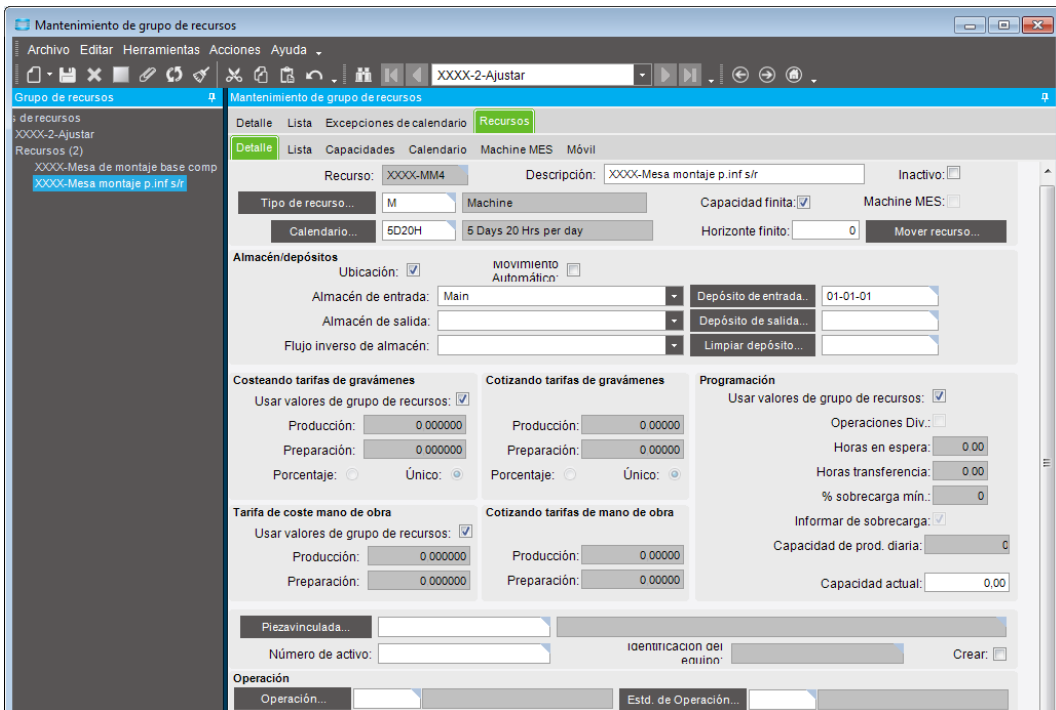 Mantenimiento de grupo de recursos
Archivo Editar Herramientas Acciones Ayuda
XXXX-2-Ajustar
Grupo de recursos
Mantenimiento de grupo de recursos
de recursos
XXXX-2-Ajustar
Recursos (2)
XXXX-Mesa de montaje base comp
XXXX-Mesa montaje p.inf s/r
Detalle Lista Excepciones de calendario Recursos
Detalle Lista Capacidades Calendario Machine MES Móvil
Recurso: XXXX-MM4 Descripción: XXXX-Mesa montaje p.inf s/r Inactivo:
Tipo de recurso... M Machine Capacidad finita: Machine MES:
Calendario... 5D20H 5 Days 20 Hrs per day Horizonte finito: 0 Mover recurso...
Almacén/depósitos
Ubicación: Movimiento Automático:
Almacén de entrada: Main Depósito de entrada.. 01-01-01
Almacén de salida: Depósito de salida...
Flujo inverso de almacén: Limpiar depósito...
Costeando tarifas de gravámenes
Usar valores de grupo de recursos:
Producción: 0 000000
Preparación: 0 000000
Porcentaje: Único:
Cotizando tarifas de gravámenes
Producción: 0 00000
Preparación: 0 00000
Porcentaje: Único:
Programación
Usar valores de grupo de recursos:
Operaciones Div.:
Horas en espera: 0 00
Horas transferencia: 0 00
% sobrecarga mín.: 0
Informar de sobrecarga:
Capacidad de prod. diaria: 0
Capacidad actual: 0,00
Tarifa de coste mano de obra
Usar valores de grupo de recursos:
Producción: 0 000000
Preparación: 0 000000
Cotizando tarifas de mano de obra
Producción: 0 00000
Preparación: 0 00000
Piezavinculada...
Número de activo: Identificación del equipo: Crear:
Operación
Operación... Estd. de Operación...